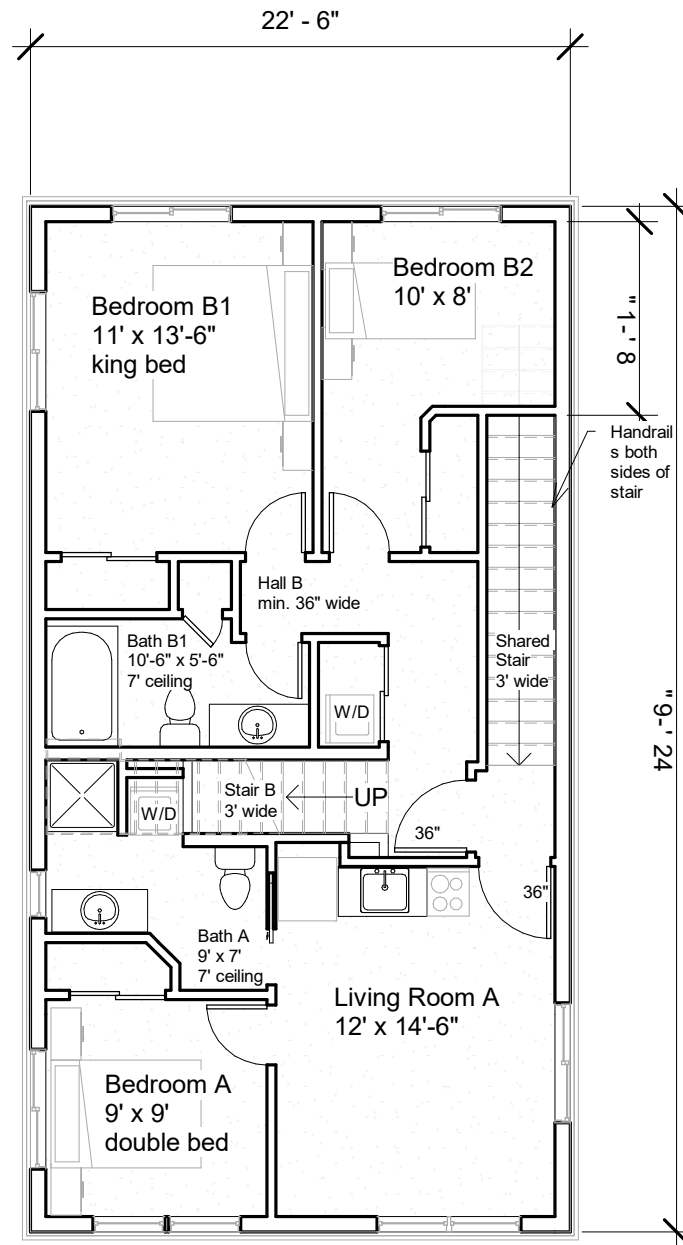 22' - 6"
Bedroom B1
11' x 13'-6"
king bed
Bedroom B2
10' x 8'
"1-' 8
Handrail
s both
sides of
stair
Hall B
min. 36" wide
Bath B1
10'-6" x 5'-6"
7' ceiling
Shared
Stair
3' wide
W/D
"9-' 24
Stair B
3' wide
UP
W/D
36"
36"
Bath A
9' x 7'
7' ceiling
Living Room A
12' x 14'-6"
Bedroom A
9' x 9'
double bed